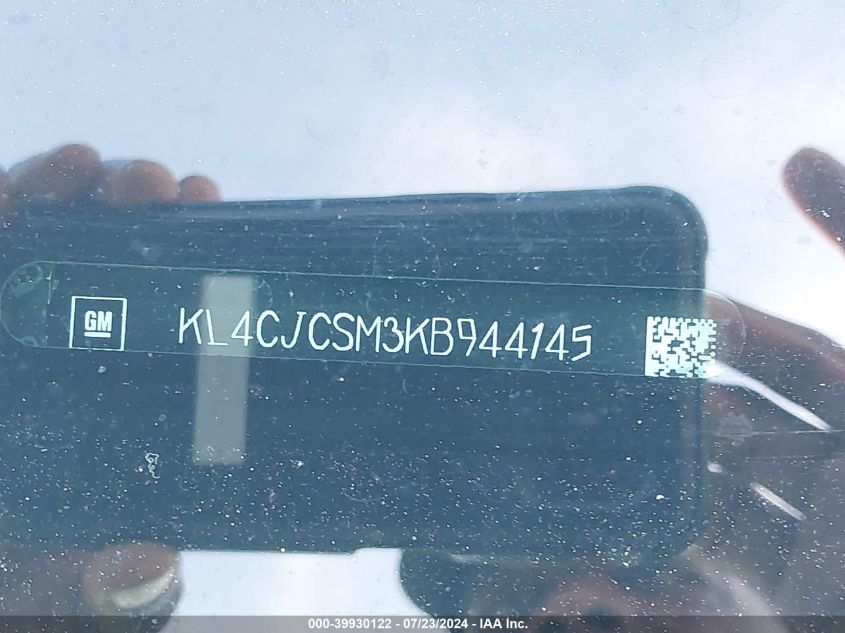 GM
KL4CJCSM3KB944145
000-39930122 - 07/23/2024 - IAA Inc.